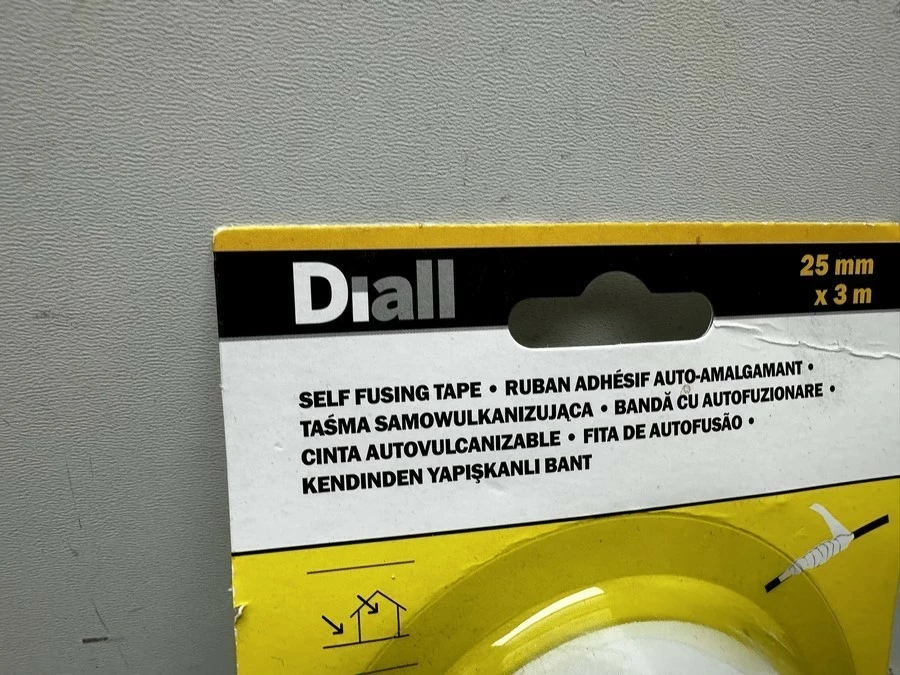 Diall
25 mm
x 3 m
SELF FUSING TAPE • RUBAN ADHÉSIF AUTO-AMALGAMANT •
TAŚMA SAMOWULKANIZUJĄCA • BANDĂ CU AUTOFUZIONARE •
CINTA AUTOVULCANIZABLE • FITA DE AUTOFUSÃO •
KENDINDEN YAPIŞKANLI BANT